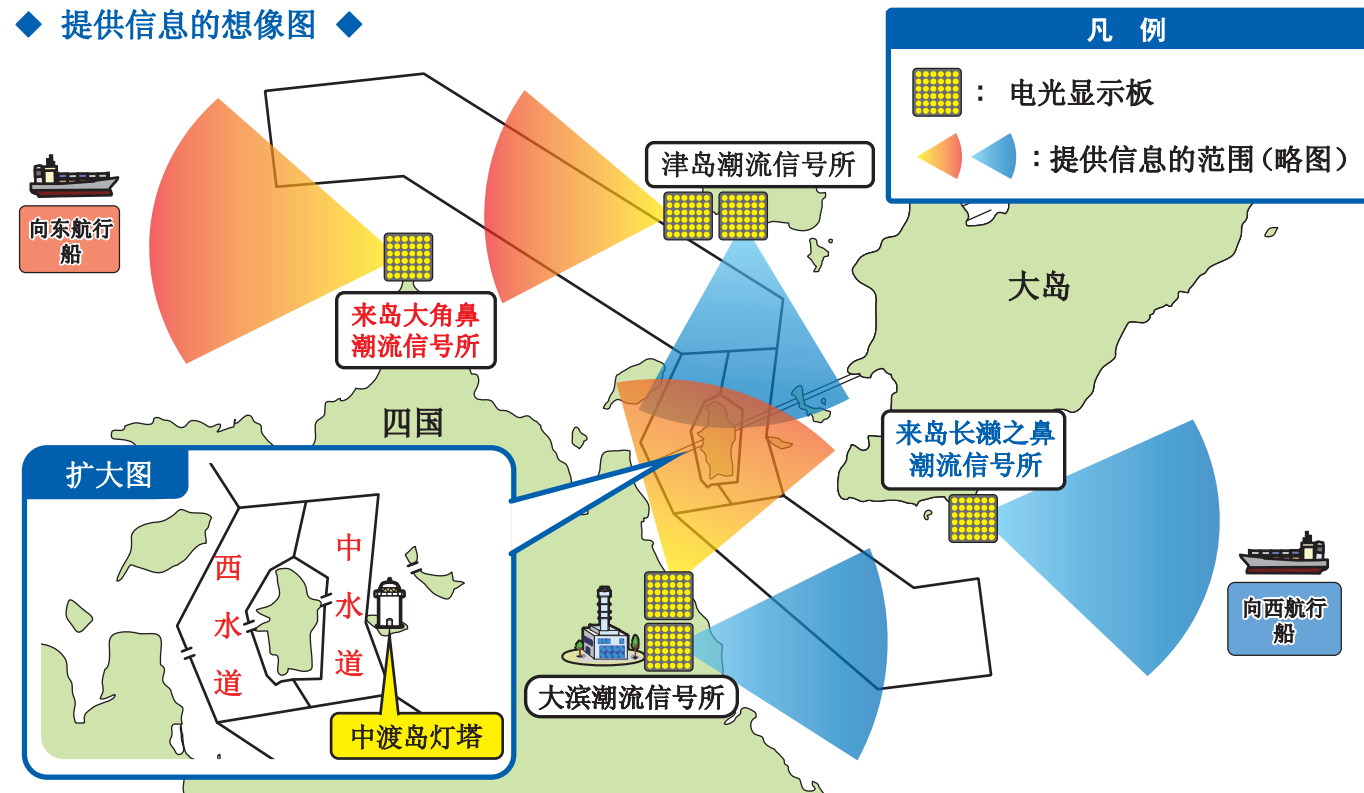 ◆ 提供信息的想像图 ◆
凡 例
： 电光显示板
：提供信息的范围（略图）
津岛潮流信号所
向东航行
船
来岛大角鼻
潮流信号所
大岛
四国
来岛长濑之鼻
潮流信号所
扩大图
西水道
中水道
中渡岛灯塔
大滨潮流信号所
向西航行
船